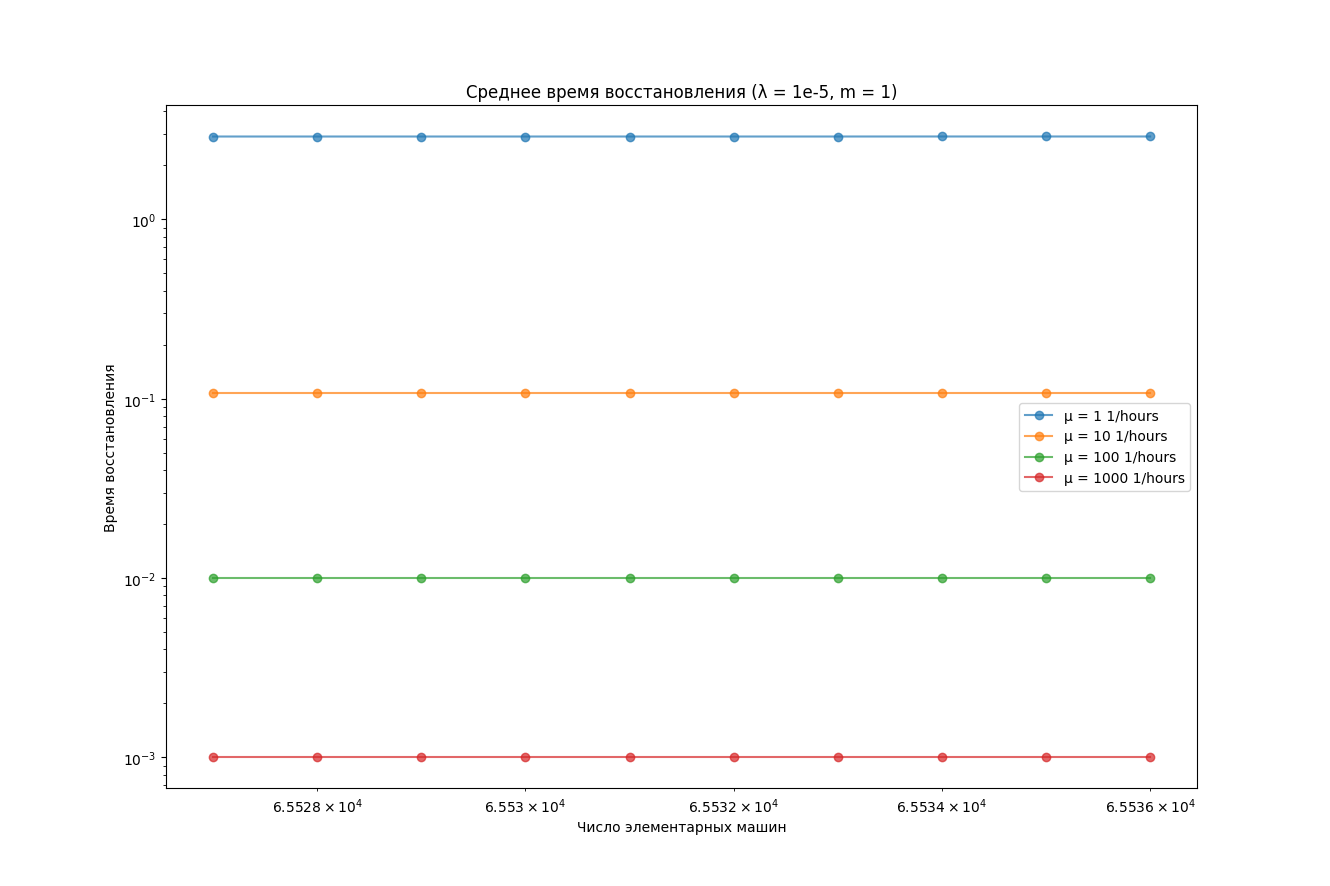 Среднее время восстановления (λ = 1e-5, m = 1)
Время восстановления
10⁰
10⁻¹
10⁻²
10⁻³
μ = 1 1/hours
μ = 10 1/hours
μ = 100 1/hours
μ = 1000 1/hours
6.5528 × 10⁴
6.553 × 10⁴
6.5532 × 10⁴
6.5534 × 10⁴
6.5536 × 10⁴
Число элементарных машин